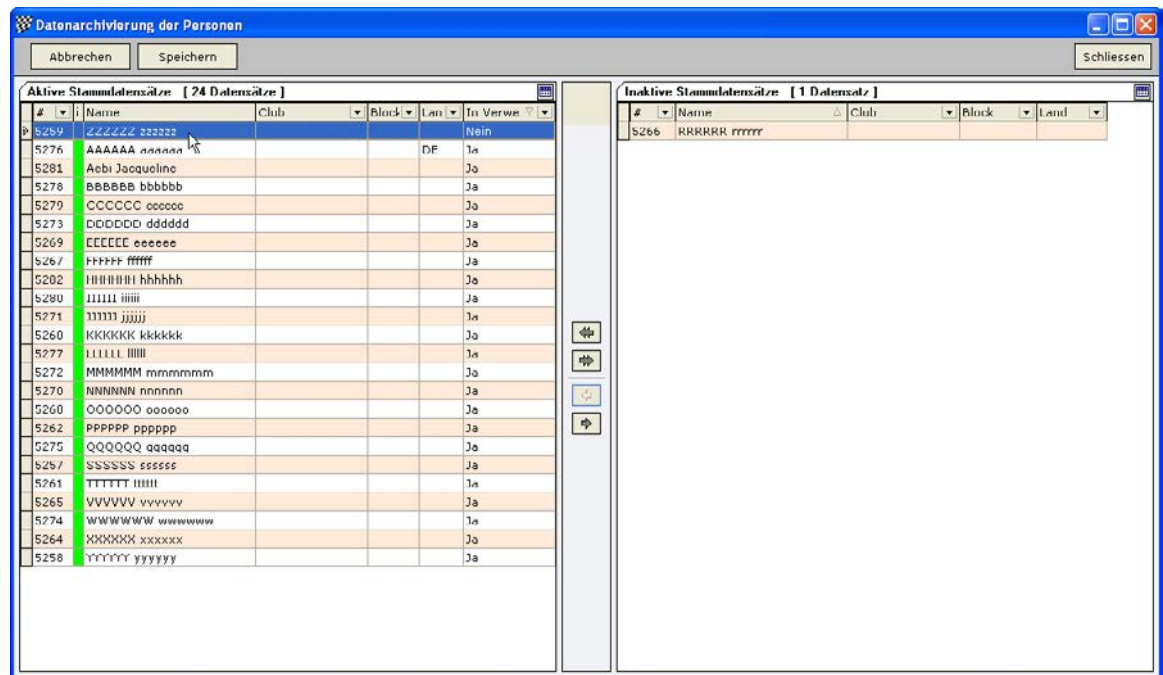 Datenarchivierung der Personen
Abbrechen Speichern Schliessen
Aktive Stammdatensätze [ 24 Datensätze ] Inaktive Stammdatensätze [ 1 Datensatz ]
# i Name Club Block Lan In Verwe # Name Club Block Land
5259 ZZZZZZ zzzzzz Nein 5266 RRRRRR rrrrrr
5276 AAAAAA aaaaaa DE Ja
5281 Aebi Jacqueline Ja
5278 BBBBBB bbbbbb Ja
5279 CCCCCC cccccc Ja
5273 DDDDDD dddddd Ja
5269 EEEEEE eeeeee Ja
5267 FFFFFF ffffff Ja
5282 HHHHHH hhhhhh Ja
5280 IIIIII iiiiii Ja
5271 JJJJJJ jjjjjj Ja
5260 KKKKKK kkkkkk Ja
5277 LLLLLL llllll Ja
5272 MMMMMM mmmmmm Ja
5270 NNNNNN nnnnnn Ja
OOOOOO oooooo Ja
5262 PPPPPP pppppp Ja
5275 QQQQQQ qqqqqq Ja
5257 SSSSSS ssssss Ja
5261 TTTTTT tttttt Ja
5265 VVVVVV vvvvvv Ja
5274 WWWWWW wwwwww Ja
5264 XXXXXX xxxxxx Ja
5258 YYYYYY yyyyyy Ja